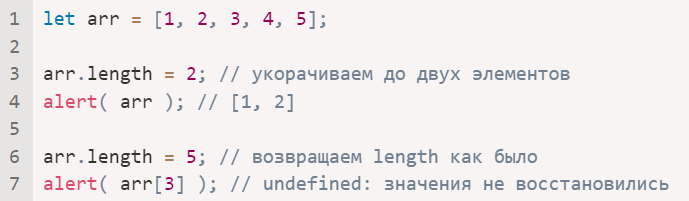 1 let arr = [1, 2, 3, 4, 5];
2
3 arr.length = 2; // укорачиваем до двух элементов
4 alert( arr ); // [1, 2]
5
6 arr.length = 5; // возвращаем length как было
7 alert( arr[3] ); // undefined: значения не восстановились